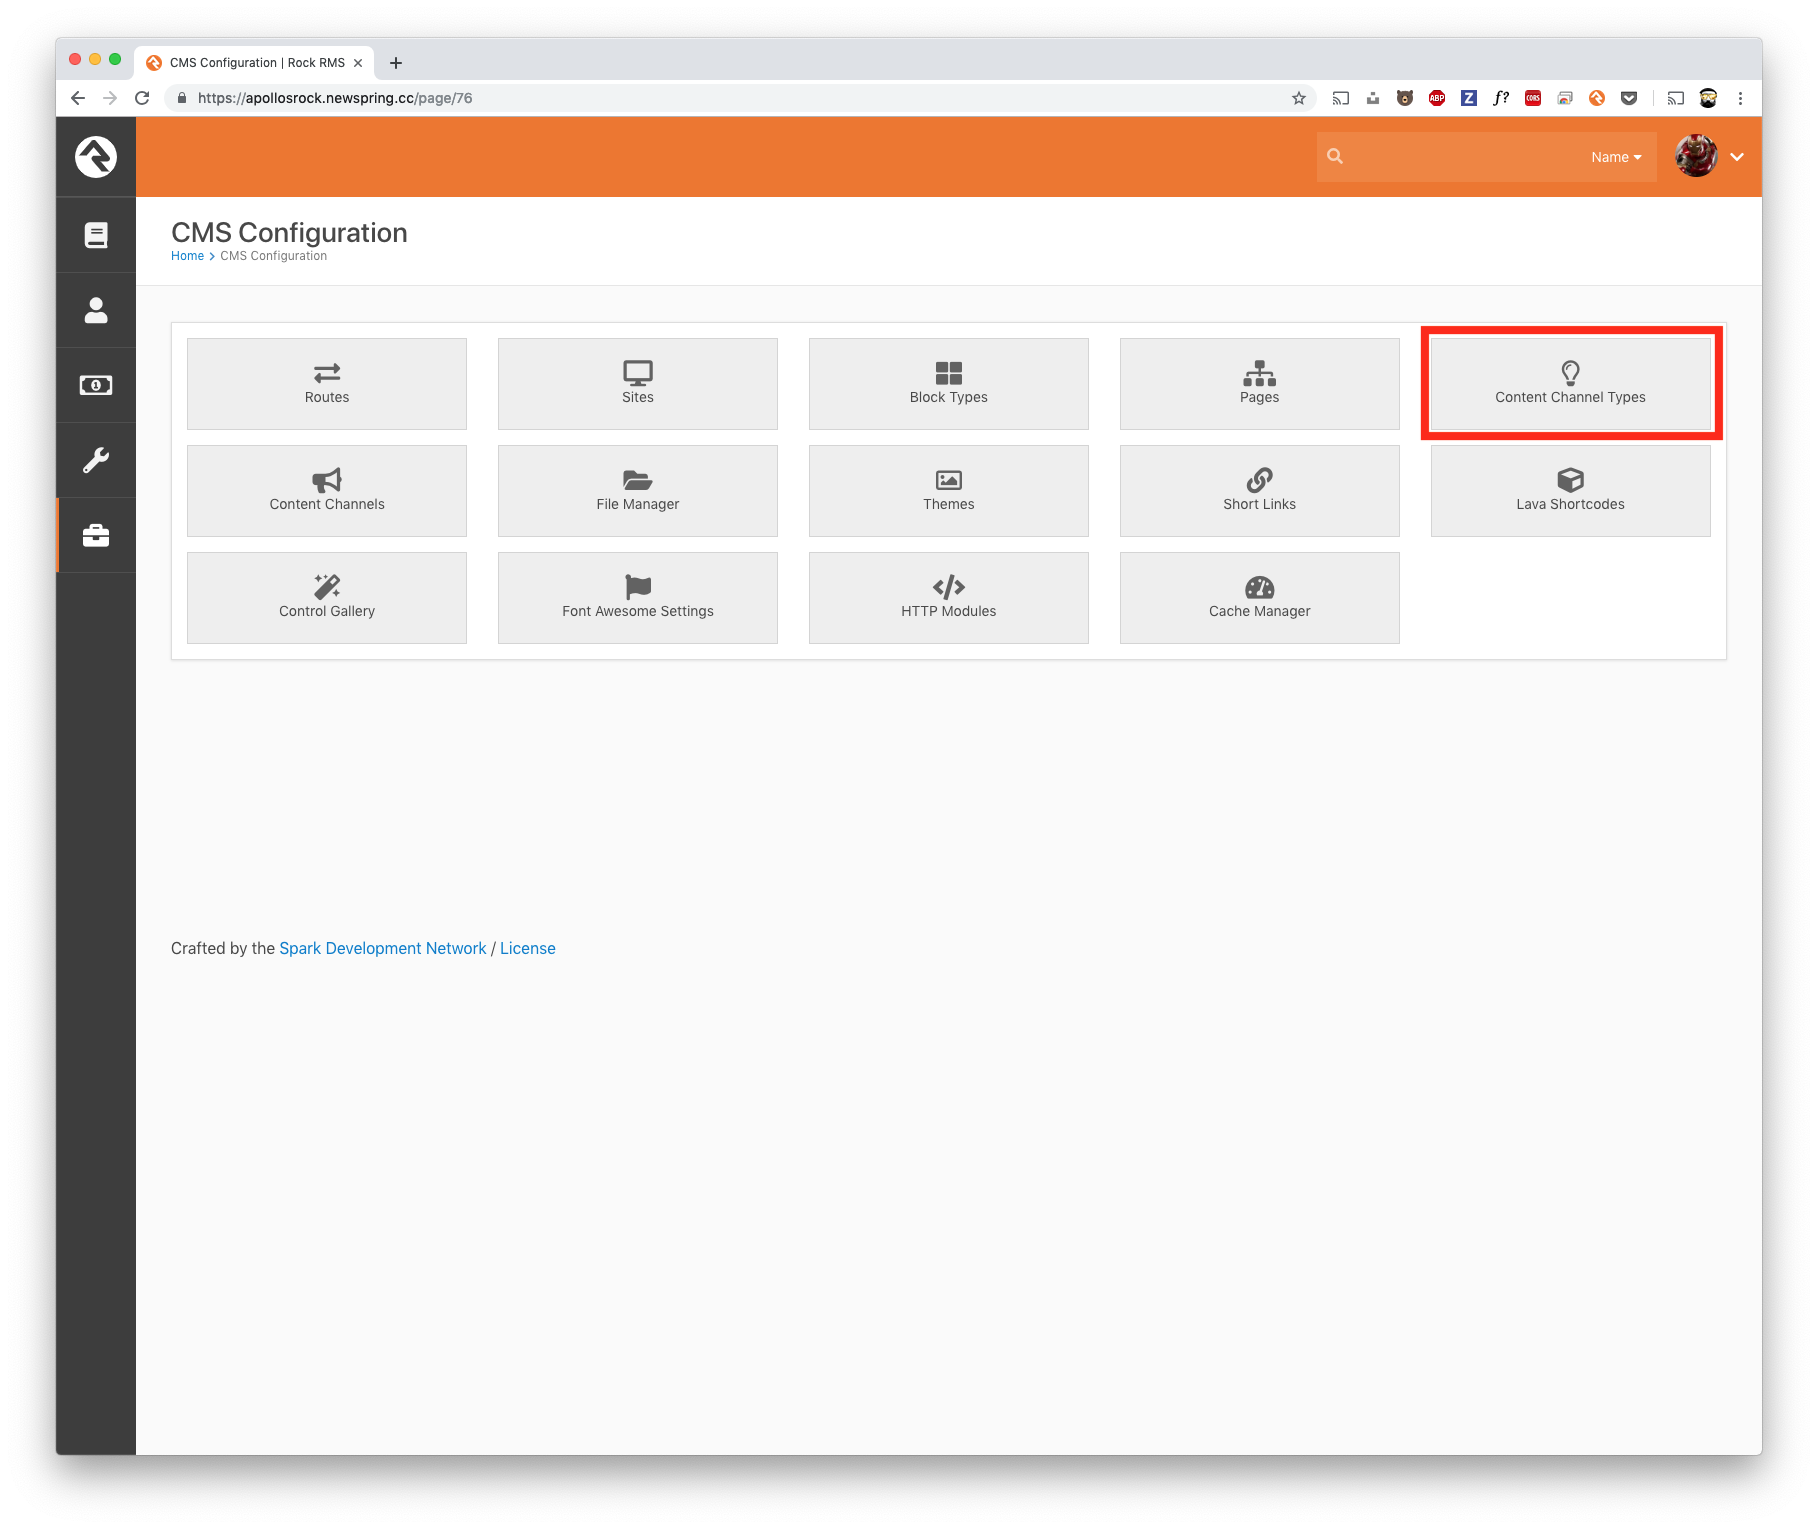 CMS Configuration | Rock RMS
https://apollosrock.newspring.cc/page/76
ABP
Z
f?
CORS
Name
CMS Configuration
Home > CMS Configuration
Routes
Sites
Block Types
Pages
Content Channel Types
Content Channels
File Manager
Themes
Short Links
Lava Shortcodes
Control Gallery
Font Awesome Settings
HTTP Modules
Cache Manager
Crafted by the Spark Development Network / License